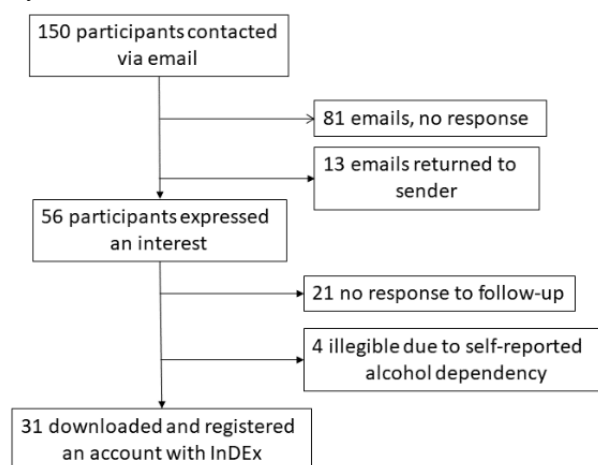 150 participants contacted
via email
81 emails, no response
13 emails returned to
sender
56 participants expressed
an interest
21 no response to follow-up
4 illegible due to self-reported
alcohol dependency
31 downloaded and registered
an account with InDEx